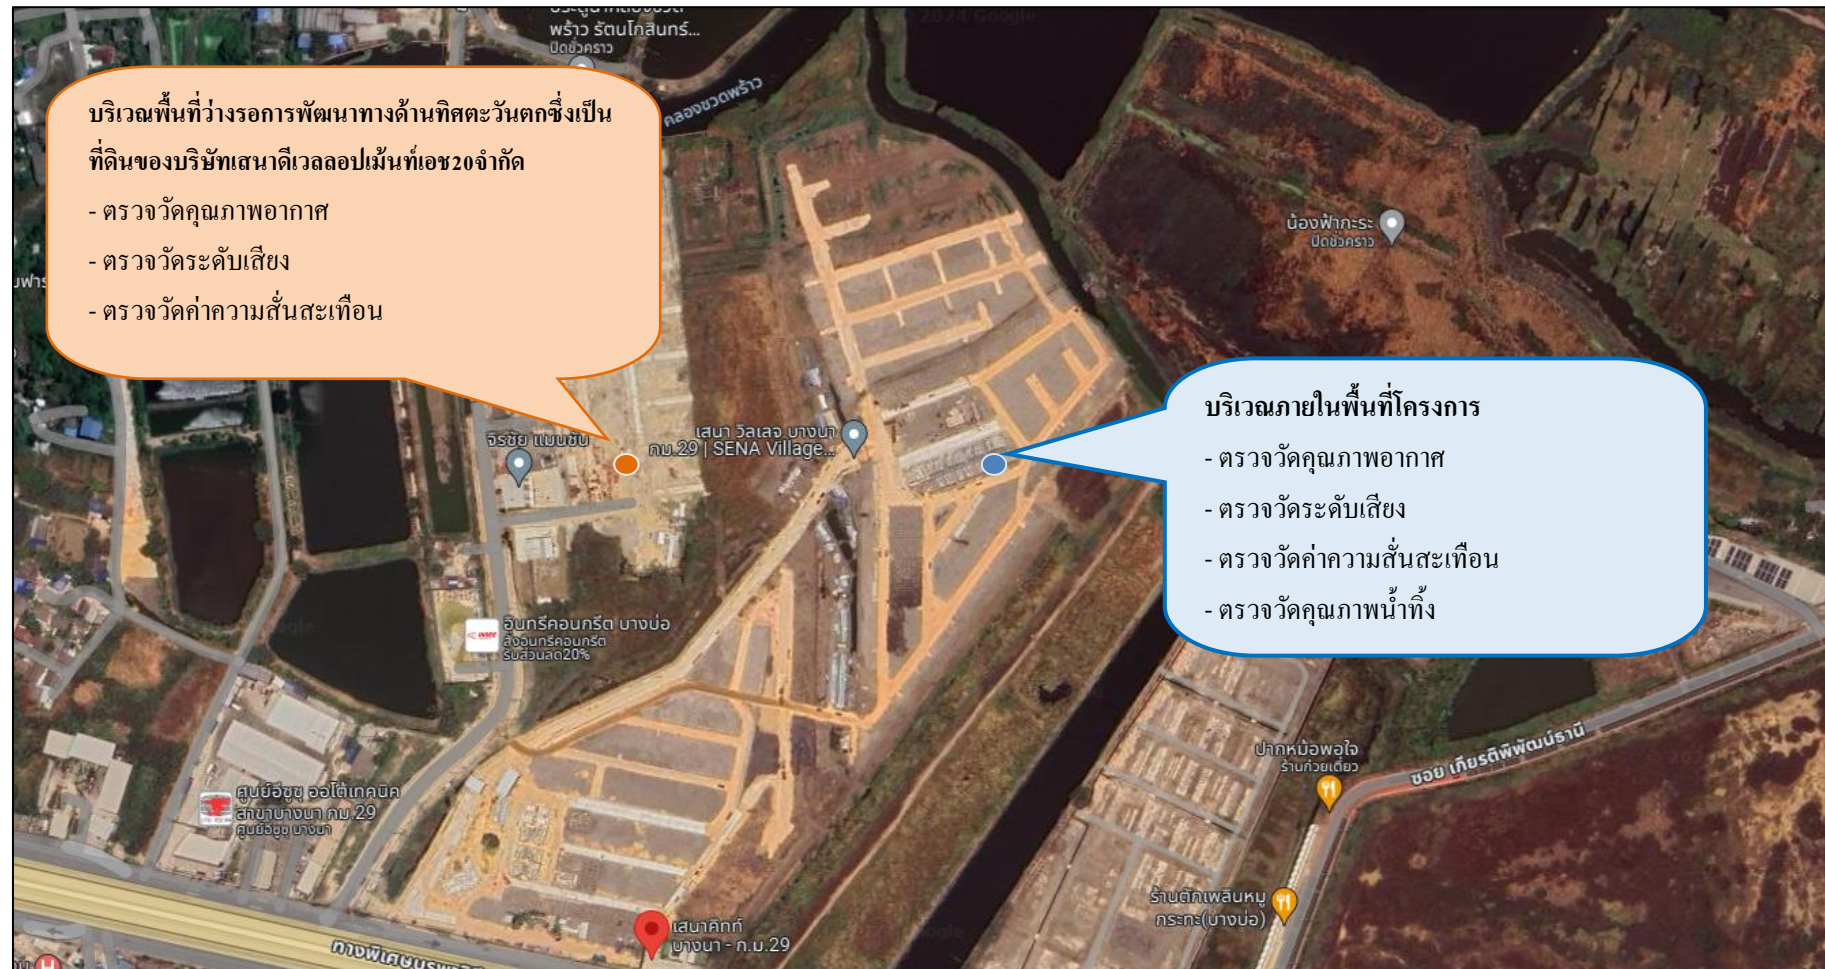 2024 Google
พร้าว รัตนโกสินทร์...
ปิดชั่วคราว
คลองชวดพร้าว
บริเวณพื้นที่ว่างรอการพัฒนาทางด้านทิศตะวันตกซึ่งเป็น
ที่ดินของบริษัทเสนาดีเวลลอปเม้นท์เอช20จำกัด
- ตรวจวัดคุณภาพอากาศ
- ตรวจวัดระดับเสียง
- ตรวจวัดค่าความสั่นสะเทือน
น้องฟ้ากะระ
ปิดชั่วคราว
บริเวณภายในพื้นที่โครงการ
- ตรวจวัดคุณภาพอากาศ
- ตรวจวัดระดับเสียง
- ตรวจวัดค่าความสั่นสะเทือน
- ตรวจวัดคุณภาพน้ำทิ้ง
จิรชัย แมนชั่น
เสนา วิลเลจ บางนา
กม.29 | SENA Village...
อินทรีคอนกรีต บางบ่อ
สั่งอินทรีคอนกรีต
รับส่วนลด20%
ศูนย์อีซูซุ ออโต้เทคนิค
สาขาบางนา กม.29
ศูนย์อีซูซุ บางนา
ปากหม้อพอใจ
ร้านก๋วยเตี๋ยว
ซอย เกียรติพิพัฒน์ธานี
ร้านตักเพลินหมู
กระทะ(บางบ่อ)
เสนาคิทท์
บางนา - ก.ม.29